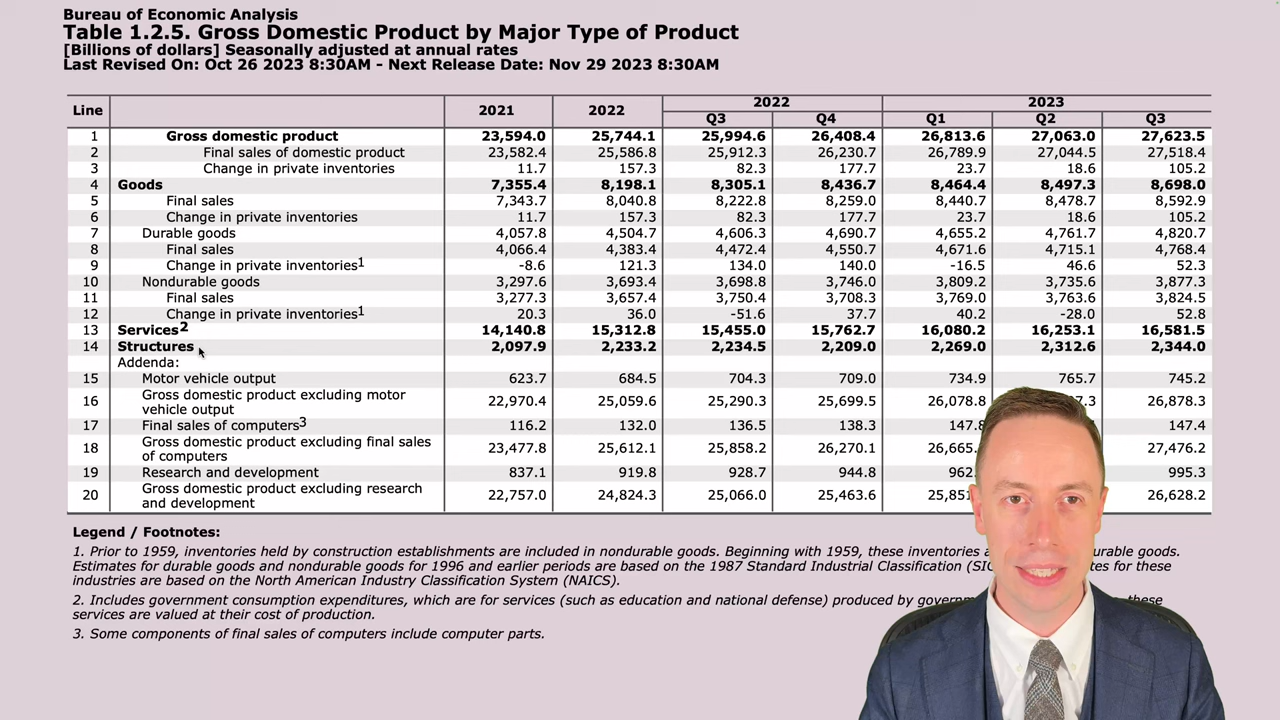 Bureau of Economic Analysis
Table 1.2.5. Gross Domestic Product by Major Type of Product
[Billions of dollars] Seasonally adjusted at annual rates
Last Revised On: Oct 26 2023 8:30AM - Next Release Date: Nov 29 2023 8:30AM
Line 2021 2022 2022 2023
Q3 Q4 Q1 Q2 Q3
1 Gross domestic product 23,594.0 25,744.1 25,994.6 26,408.4 26,813.6 27,063.0 27,623.5
2 Final sales of domestic product 23,582.4 25,586.8 25,912.3 26,230.7 26,789.9 27,044.5 27,518.4
3 Change in private inventories 11.7 157.3 82.3 177.7 23.7 18.6 105.2
4 Goods 7,355.4 8,198.1 8,305.1 8,436.7 8,464.4 8,497.3 8,698.0
5 Final sales 7,343.7 8,040.8 8,222.8 8,259.0 8,440.7 8,478.7 8,592.9
6 Change in private inventories 11.7 157.3 82.3 177.7 23.7 18.6 105.2
7 Durable goods 4,057.8 4,504.7 4,606.3 4,690.7 4,655.2 4,761.7 4,820.7
8 Final sales 4,066.4 4,383.4 4,472.4 4,550.7 4,671.6 4,715.1 4,768.4
9 Change in private inventories1 -8.6 121.3 134.0 140.0 -16.5 46.6 52.3
10 Nondurable goods 3,297.6 3,693.4 3,698.8 3,746.0 3,809.2 3,735.6 3,877.3
11 Final sales 3,277.3 3,657.4 3,750.4 3,708.3 3,769.0 3,763.6 3,824.5
12 Change in private inventories1 20.3 36.0 -51.6 37.7 40.2 -28.0 52.8
13 Services2 14,140.8 15,312.8 15,455.0 15,762.7 16,080.2 16,253.1 16,581.5
14 Structures 2,097.9 2,233.2 2,234.5 2,209.0 2,269.0 2,312.6 2,344.0
Addenda:
15 Motor vehicle output 623.7 684.5 704.3 709.0 734.9 765.7 745.2
16 Gross domestic product excluding motor vehicle output 22,970.4 25,059.6 25,290.3 25,699.5 26,078.8 26,878.3
17 Final sales of computers3 116.2 132.0 136.5 138.3 147.8 147.4
18 Gross domestic product excluding final sales of computers 23,477.8 25,612.1 25,858.2 26,270.1 26,665. 27,476.2
19 Research and development 837.1 919.8 928.7 944.8 962 995.3
20 Gross domestic product excluding research and development 22,757.0 24,824.3 25,066.0 25,463.6 25,851 26,628.2
Legend / Footnotes:
1. Prior to 1959, inventories held by construction establishments are included in nondurable goods. Beginning with 1959, these inventories goods.
Estimates for durable goods and nondurable goods for 1996 and earlier periods are based on the 1987 Standard Industrial Classification (SIC for these
industries are based on the North American Industry Classification System (NAICS).
2. Includes government consumption expenditures, which are for services (such as education and national defense) produced by these
services are valued at their cost of production.
3. Some components of final sales of computers include computer parts.